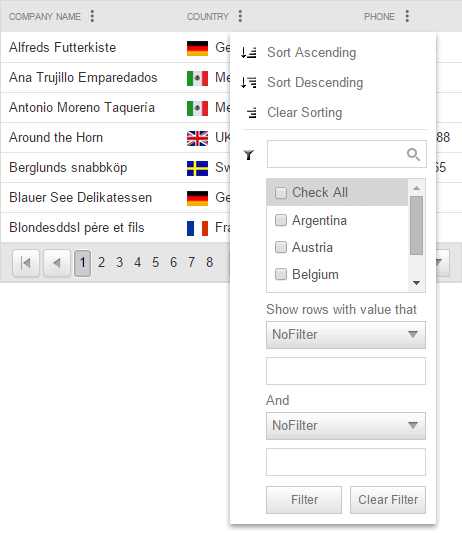 COMPANY NAME COUNTRY PHONE
Alfreds Futterkiste Ge
Ana Trujillo Emparedados Me
Antonio Moreno Taquería Me
Around the Horn UK 88
Berglunds snabbköp Sw 65
Blauer See Delikatessen Ge
Blondesddsl père et fils Fra
1 2 3 4 5 6 7 8
Sort Ascending
Sort Descending
Clear Sorting
Check All
Argentina
Austria
Belgium
Show rows with value that
NoFilter
And
NoFilter
Filter Clear Filter